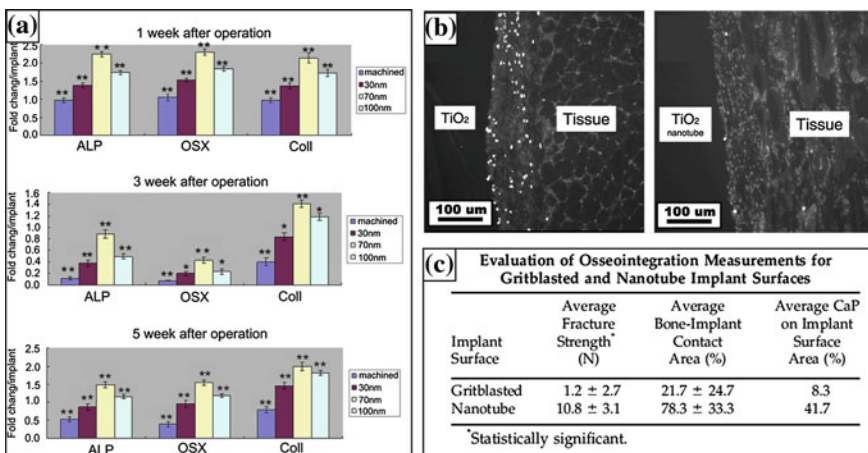 (a)
1 week after operation
Fold chang/implant
2.5
2.0
1.5
1.0
0.5
0.0
** ** ** **
** ** ** **
** ** ** **
ALP OSX Coll
machined
30nm
70nm
100nm
3 week after operation
Fold chang/implant
1.6
1.4
1.2
1.0
0.8
0.6
0.4
0.2
0
** ** ** **
** * ** *
** * ** *
ALP OSX Coll
machined
30nm
70nm
100nm
5 week after operation
Fold chang/implant
2.5
2.0
1.5
1.0
0.5
0.0
** ** ** **
** ** ** **
** ** ** **
ALP OSX Coll
machined
30nm
70nm
100nm
(b)
TiO₂ Tissue
100 um
TiO₂
nanotube
Tissue
100 um
(c) Evaluation of Osseointegration Measurements for
Gritblasted and Nanotube Implant Surfaces
Implant
Surface
Average
Fracture
Strength*
(N)
Average
Bone-Implant
Contact
Area (%)
Average CaP
on Implant
Surface
Area (%)
Gritblasted 1.2 ± 2.7 21.7 ± 24.7 8.3
Nanotube 10.8 ± 3.1 78.3 ± 33.3 41.7
*Statistically significant.